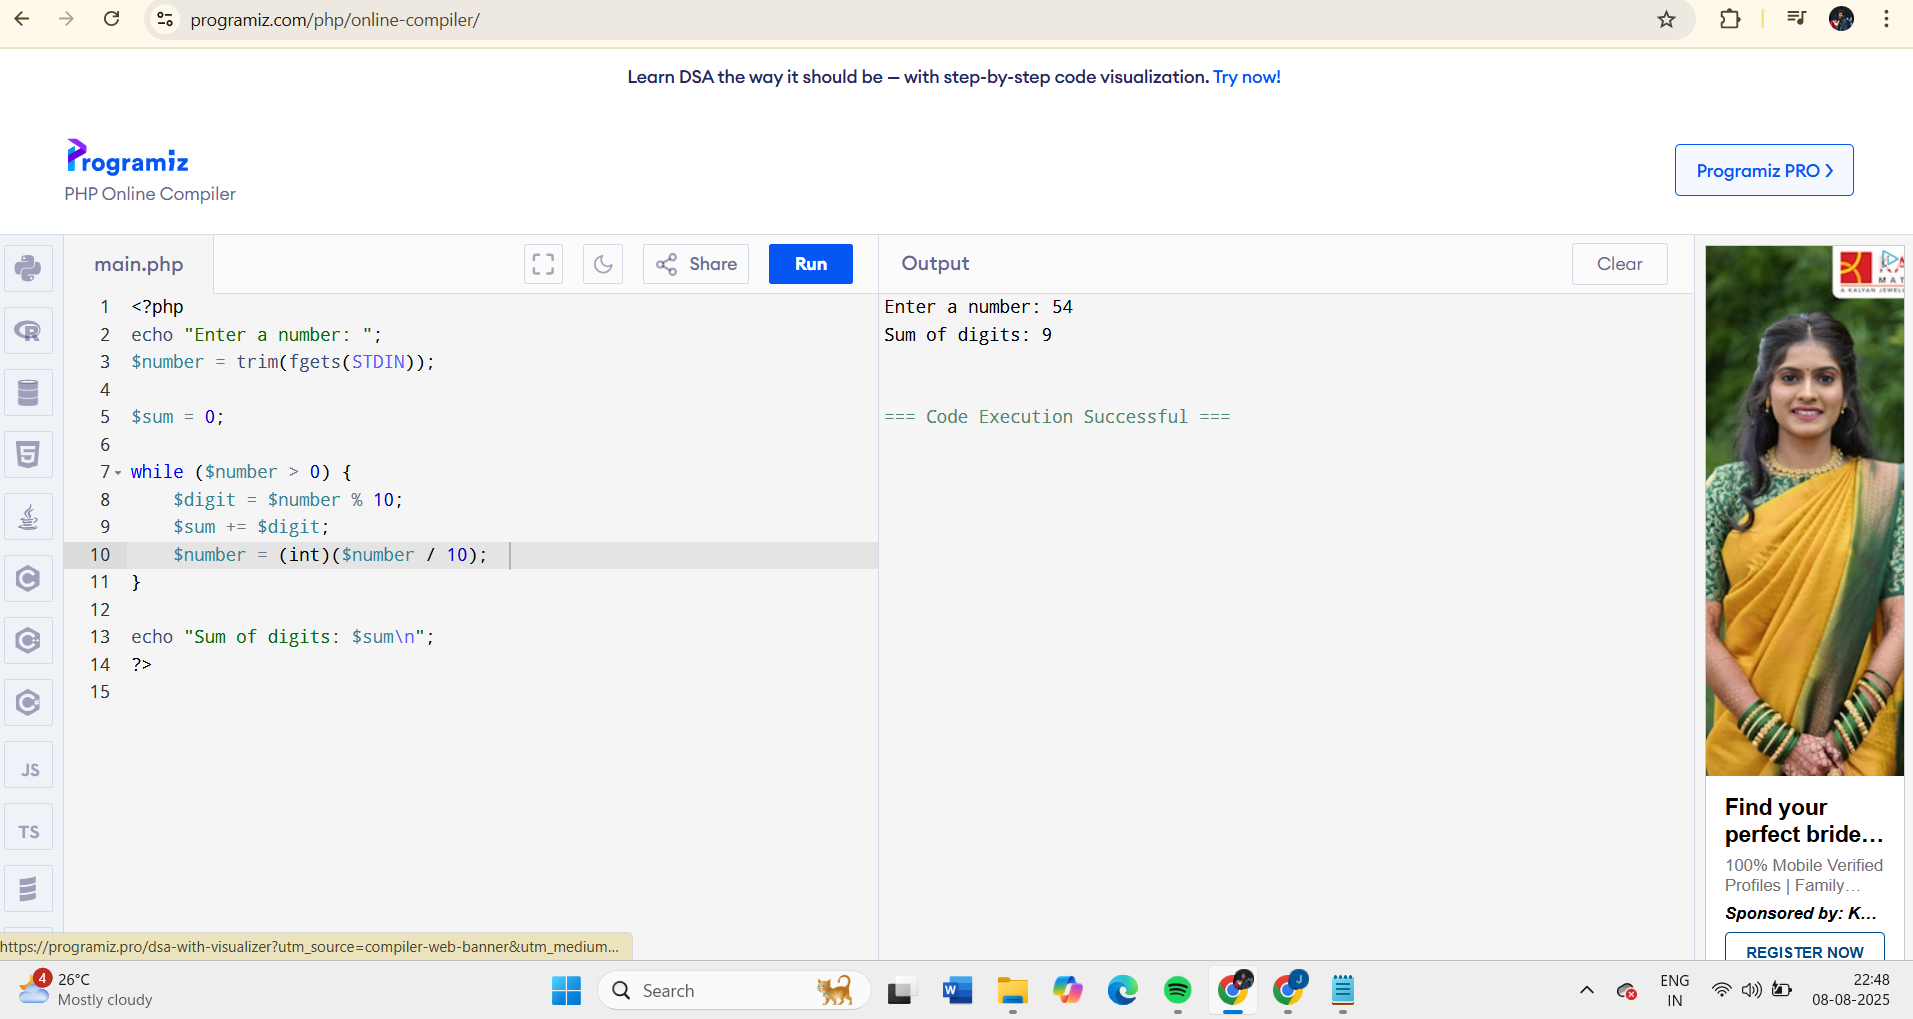 programiz.com/php/online-compiler/
Learn DSA the way it should be — with step-by-step code visualization. Try now!
Programiz
PHP Online Compiler
Programiz PRO ❯
main.php
Share
Run
Output
Clear
1 <?php
2 echo "Enter a number: ";
3 $number = trim(fgets(STDIN));
4
5 $sum = 0;
6
7 while ($number > 0) {
8     $digit = $number % 10;
9     $sum += $digit;
10     $number = (int)($number / 10);
11 }
12
13 echo "Sum of digits: $sum\n";
14 ?>
15
Enter a number: 54
Sum of digits: 9
=== Code Execution Successful ===
R
5
C
C
C
JS
TS
MAT
A KALYAN JEWELL
Find your
perfect bride...
100% Mobile Verified
Profiles | Family...
Sponsored by: K...
REGISTER NOW
https://programiz.pro/dsa-with-visualizer?utm_source=compiler-web-banner&utm_medium...
4
26°C
Mostly cloudy
Search
W
J
ENG
IN
22:48
08-08-2025